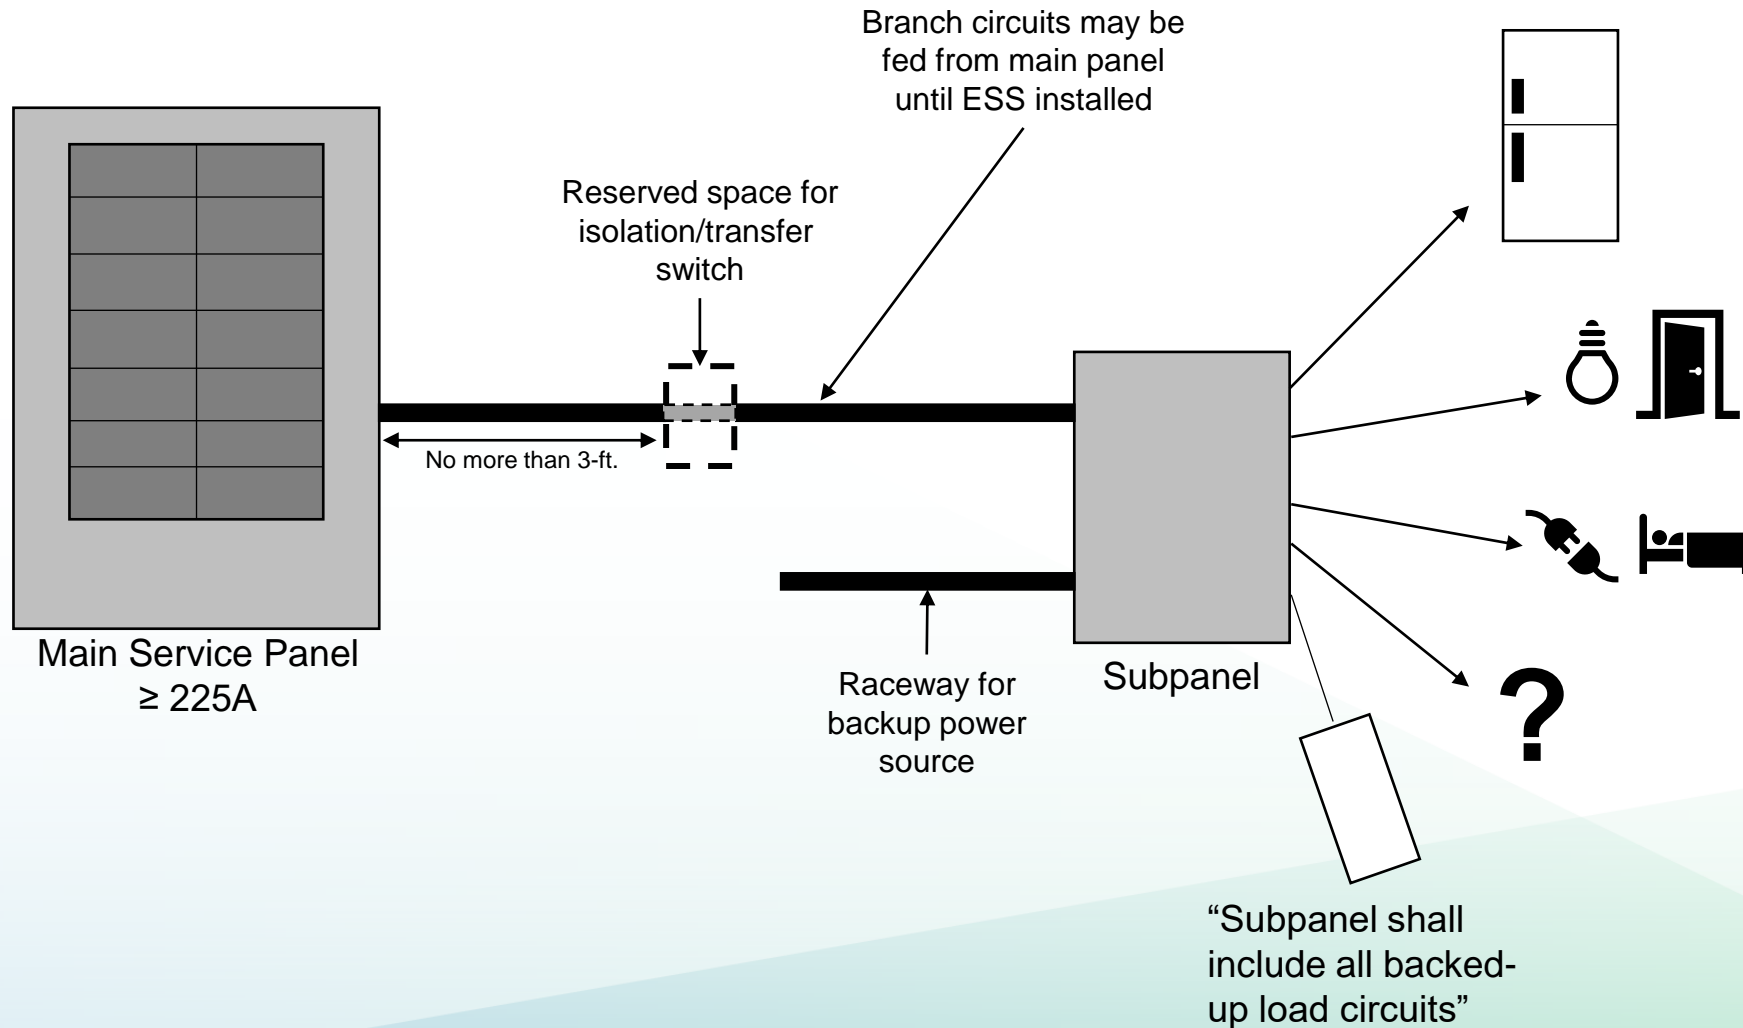 Branch circuits may be
fed from main panel
until ESS installed
Reserved space for
isolation/transfer
switch
No more than 3-ft.
Main Service Panel
≥ 225A
Raceway for
backup power
source
Subpanel
?
“Subpanel shall
include all backed-
up load circuits”